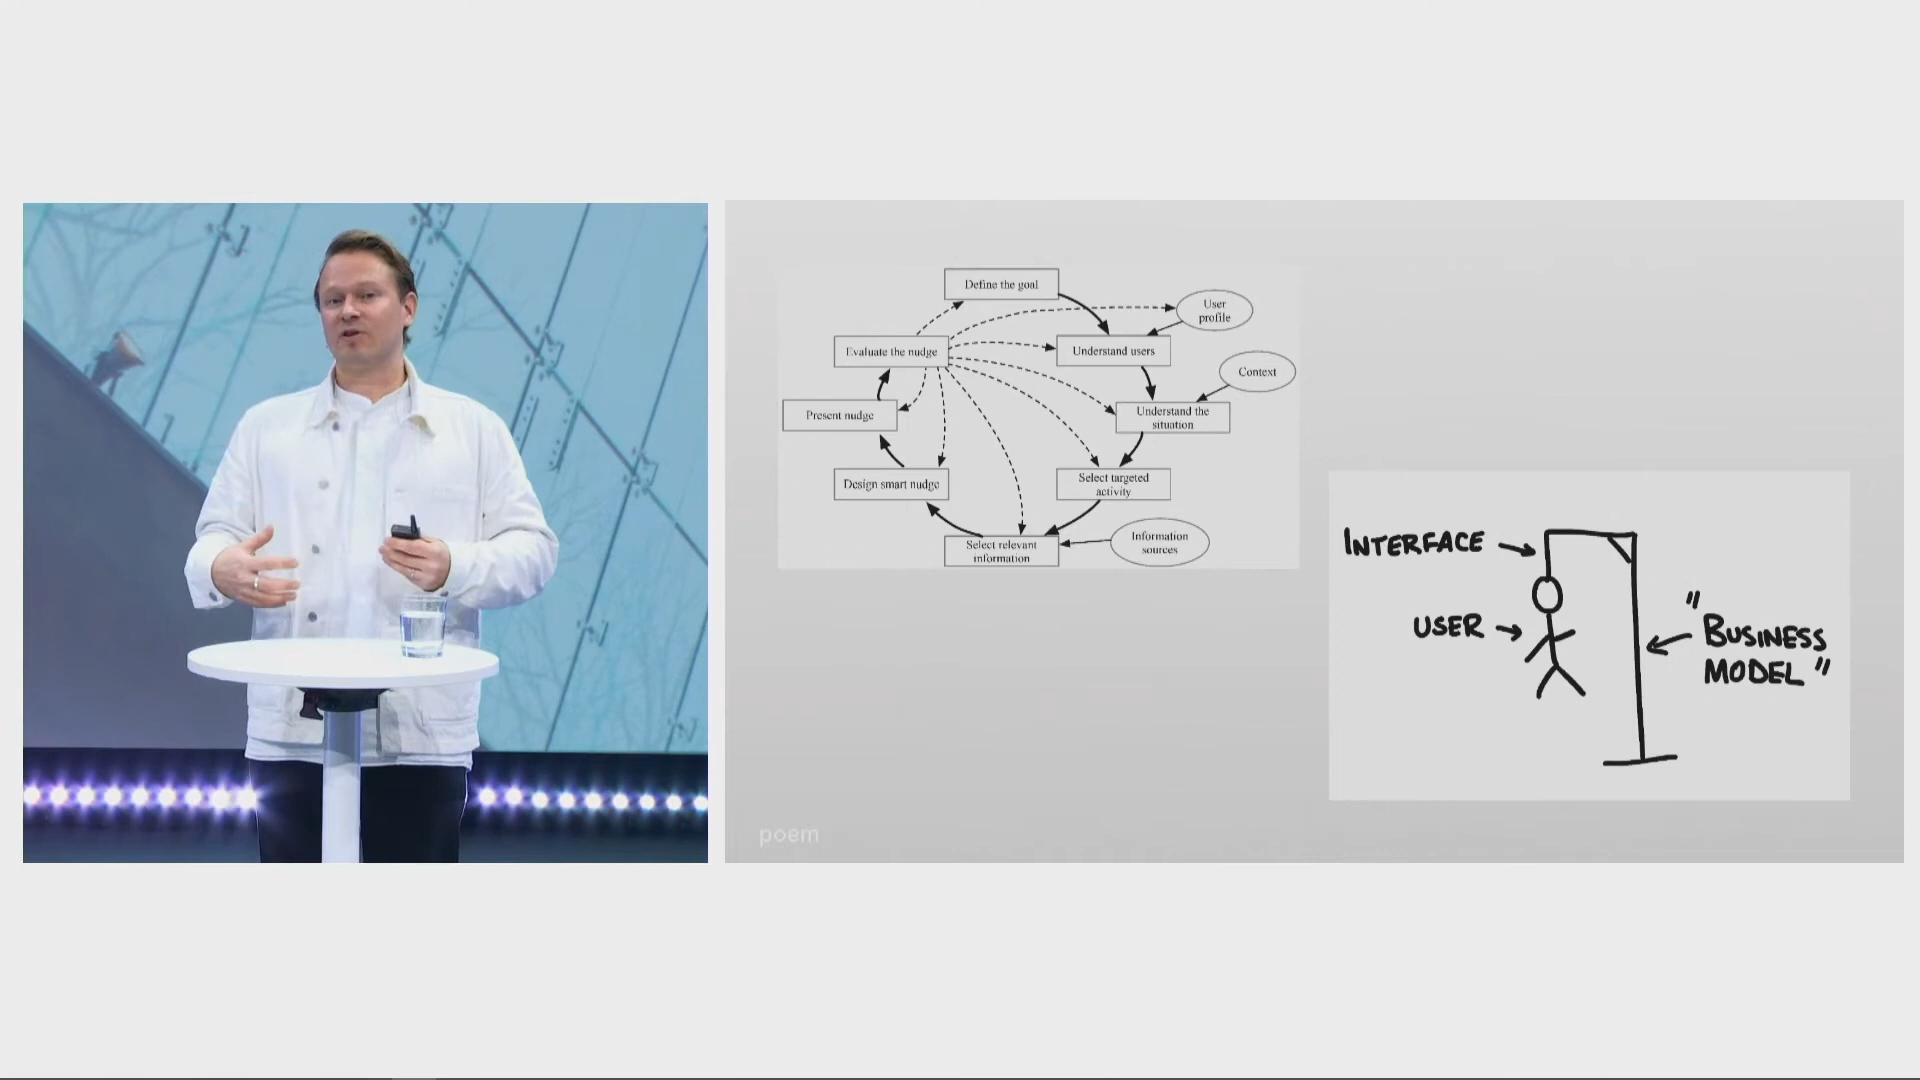 Define the goal
User
profile
Evaluate the nudge
Understand users
Context
Present nudge
Understand the
situation
Design smart nudge
Select targeted
activity
Select relevant
information
Information
sources
INTERFACE
USER
"
BUSINESS
MODEL"
poem